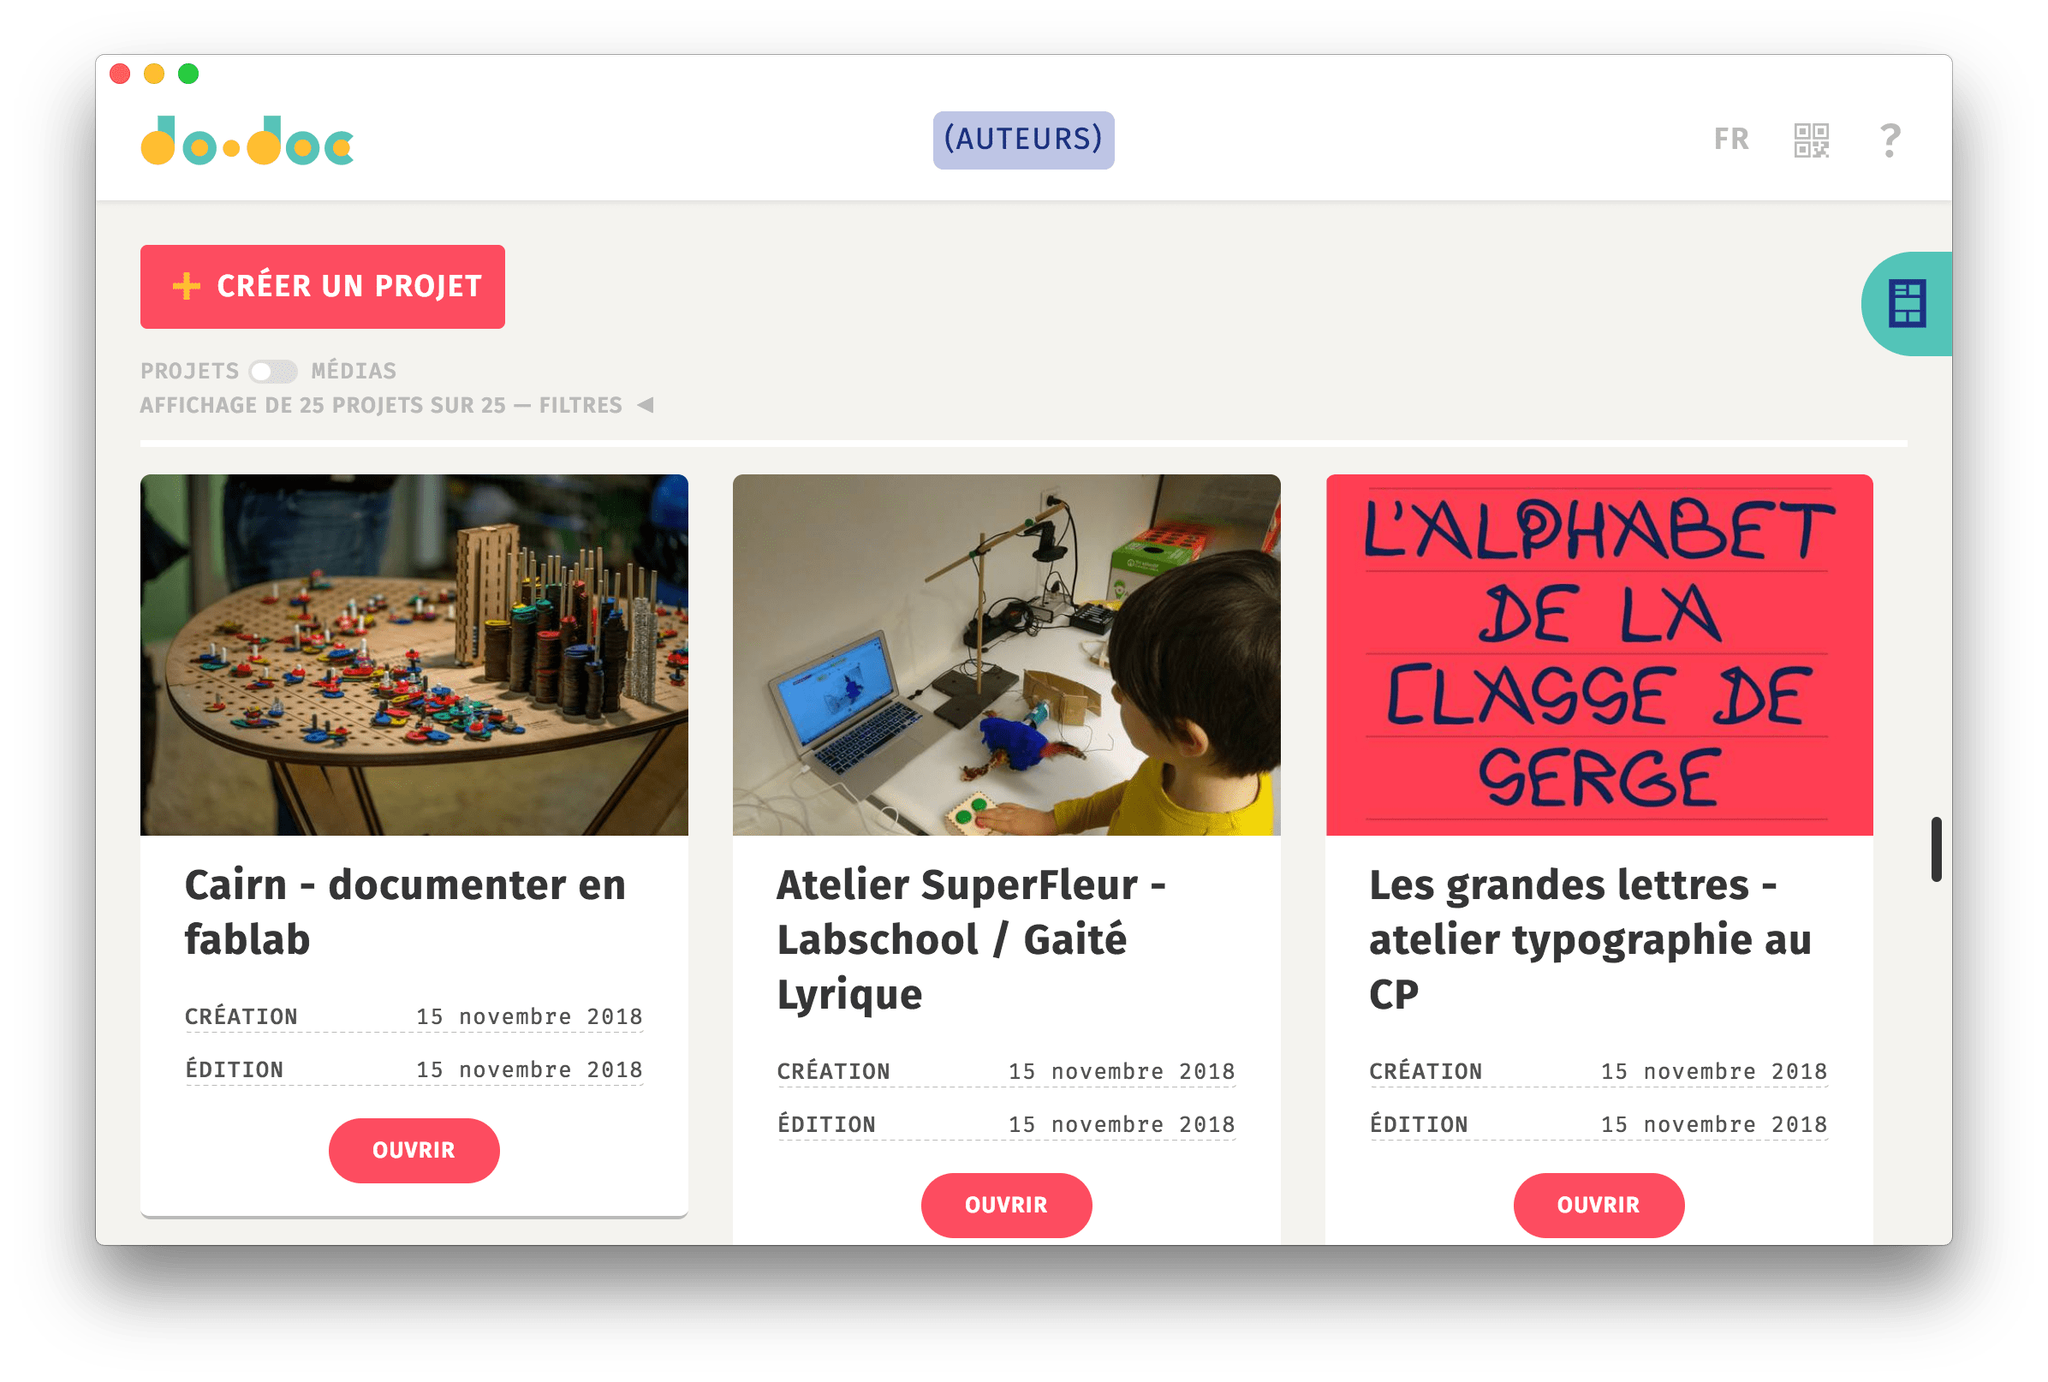 do•doc
(AUTEURS)
FR
?
+ CRÉER UN PROJET
PROJETS MÉDIAS
AFFICHAGE DE 25 PROJETS SUR 25 — FILTRES ◀
L'ALPHABET
DE LA
CLASSE DE
SERGE
Cairn - documenter en
fablab
CRÉATION 15 novembre 2018
ÉDITION 15 novembre 2018
OUVRIR
Atelier SuperFleur -
Labschool / Gaité
Lyrique
CRÉATION 15 novembre 2018
ÉDITION 15 novembre 2018
OUVRIR
Les grandes lettres -
atelier typographie au
CP
CRÉATION 15 novembre 2018
ÉDITION 15 novembre 2018
OUVRIR